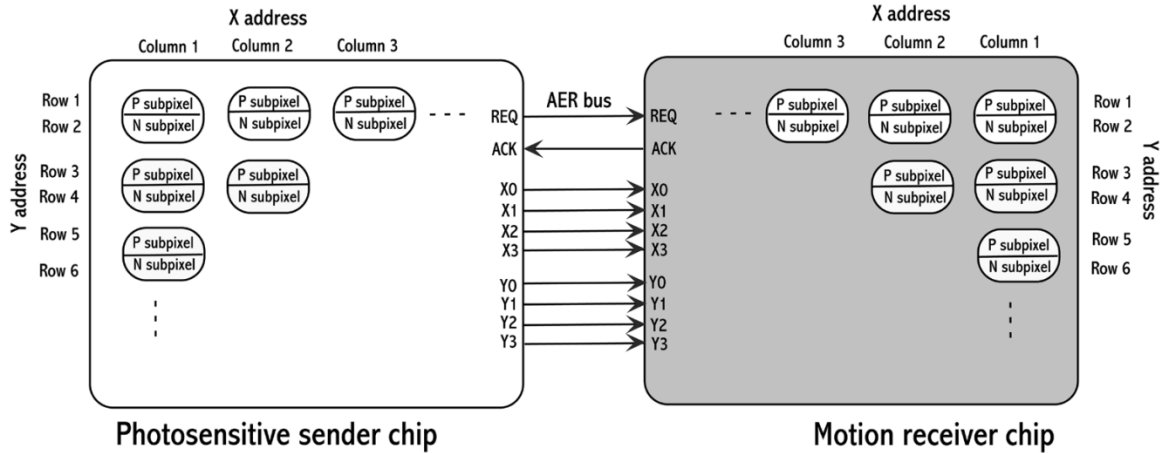 X address
Column 1 Column 2 Column 3
X address
Column 3 Column 2 Column 1
Y address
Row 1
Row 2
Row 3
Row 4
Row 5
Row 6
P subpixel P subpixel P subpixel
N subpixel N subpixel N subpixel
P subpixel P subpixel
N subpixel N subpixel
P subpixel
N subpixel
REQ
ACK
X0
X1
X2
X3
Y0
Y1
Y2
Y3
AER bus
REQ
ACK
X0
X1
X2
X3
Y0
Y1
Y2
Y3
P subpixel P subpixel P subpixel
N subpixel N subpixel N subpixel
P subpixel P subpixel
N subpixel N subpixel
P subpixel
N subpixel
Row 1
Row 2
Row 3
Row 4
Row 5
Row 6
Y address
Photosensitive sender chip
Motion receiver chip